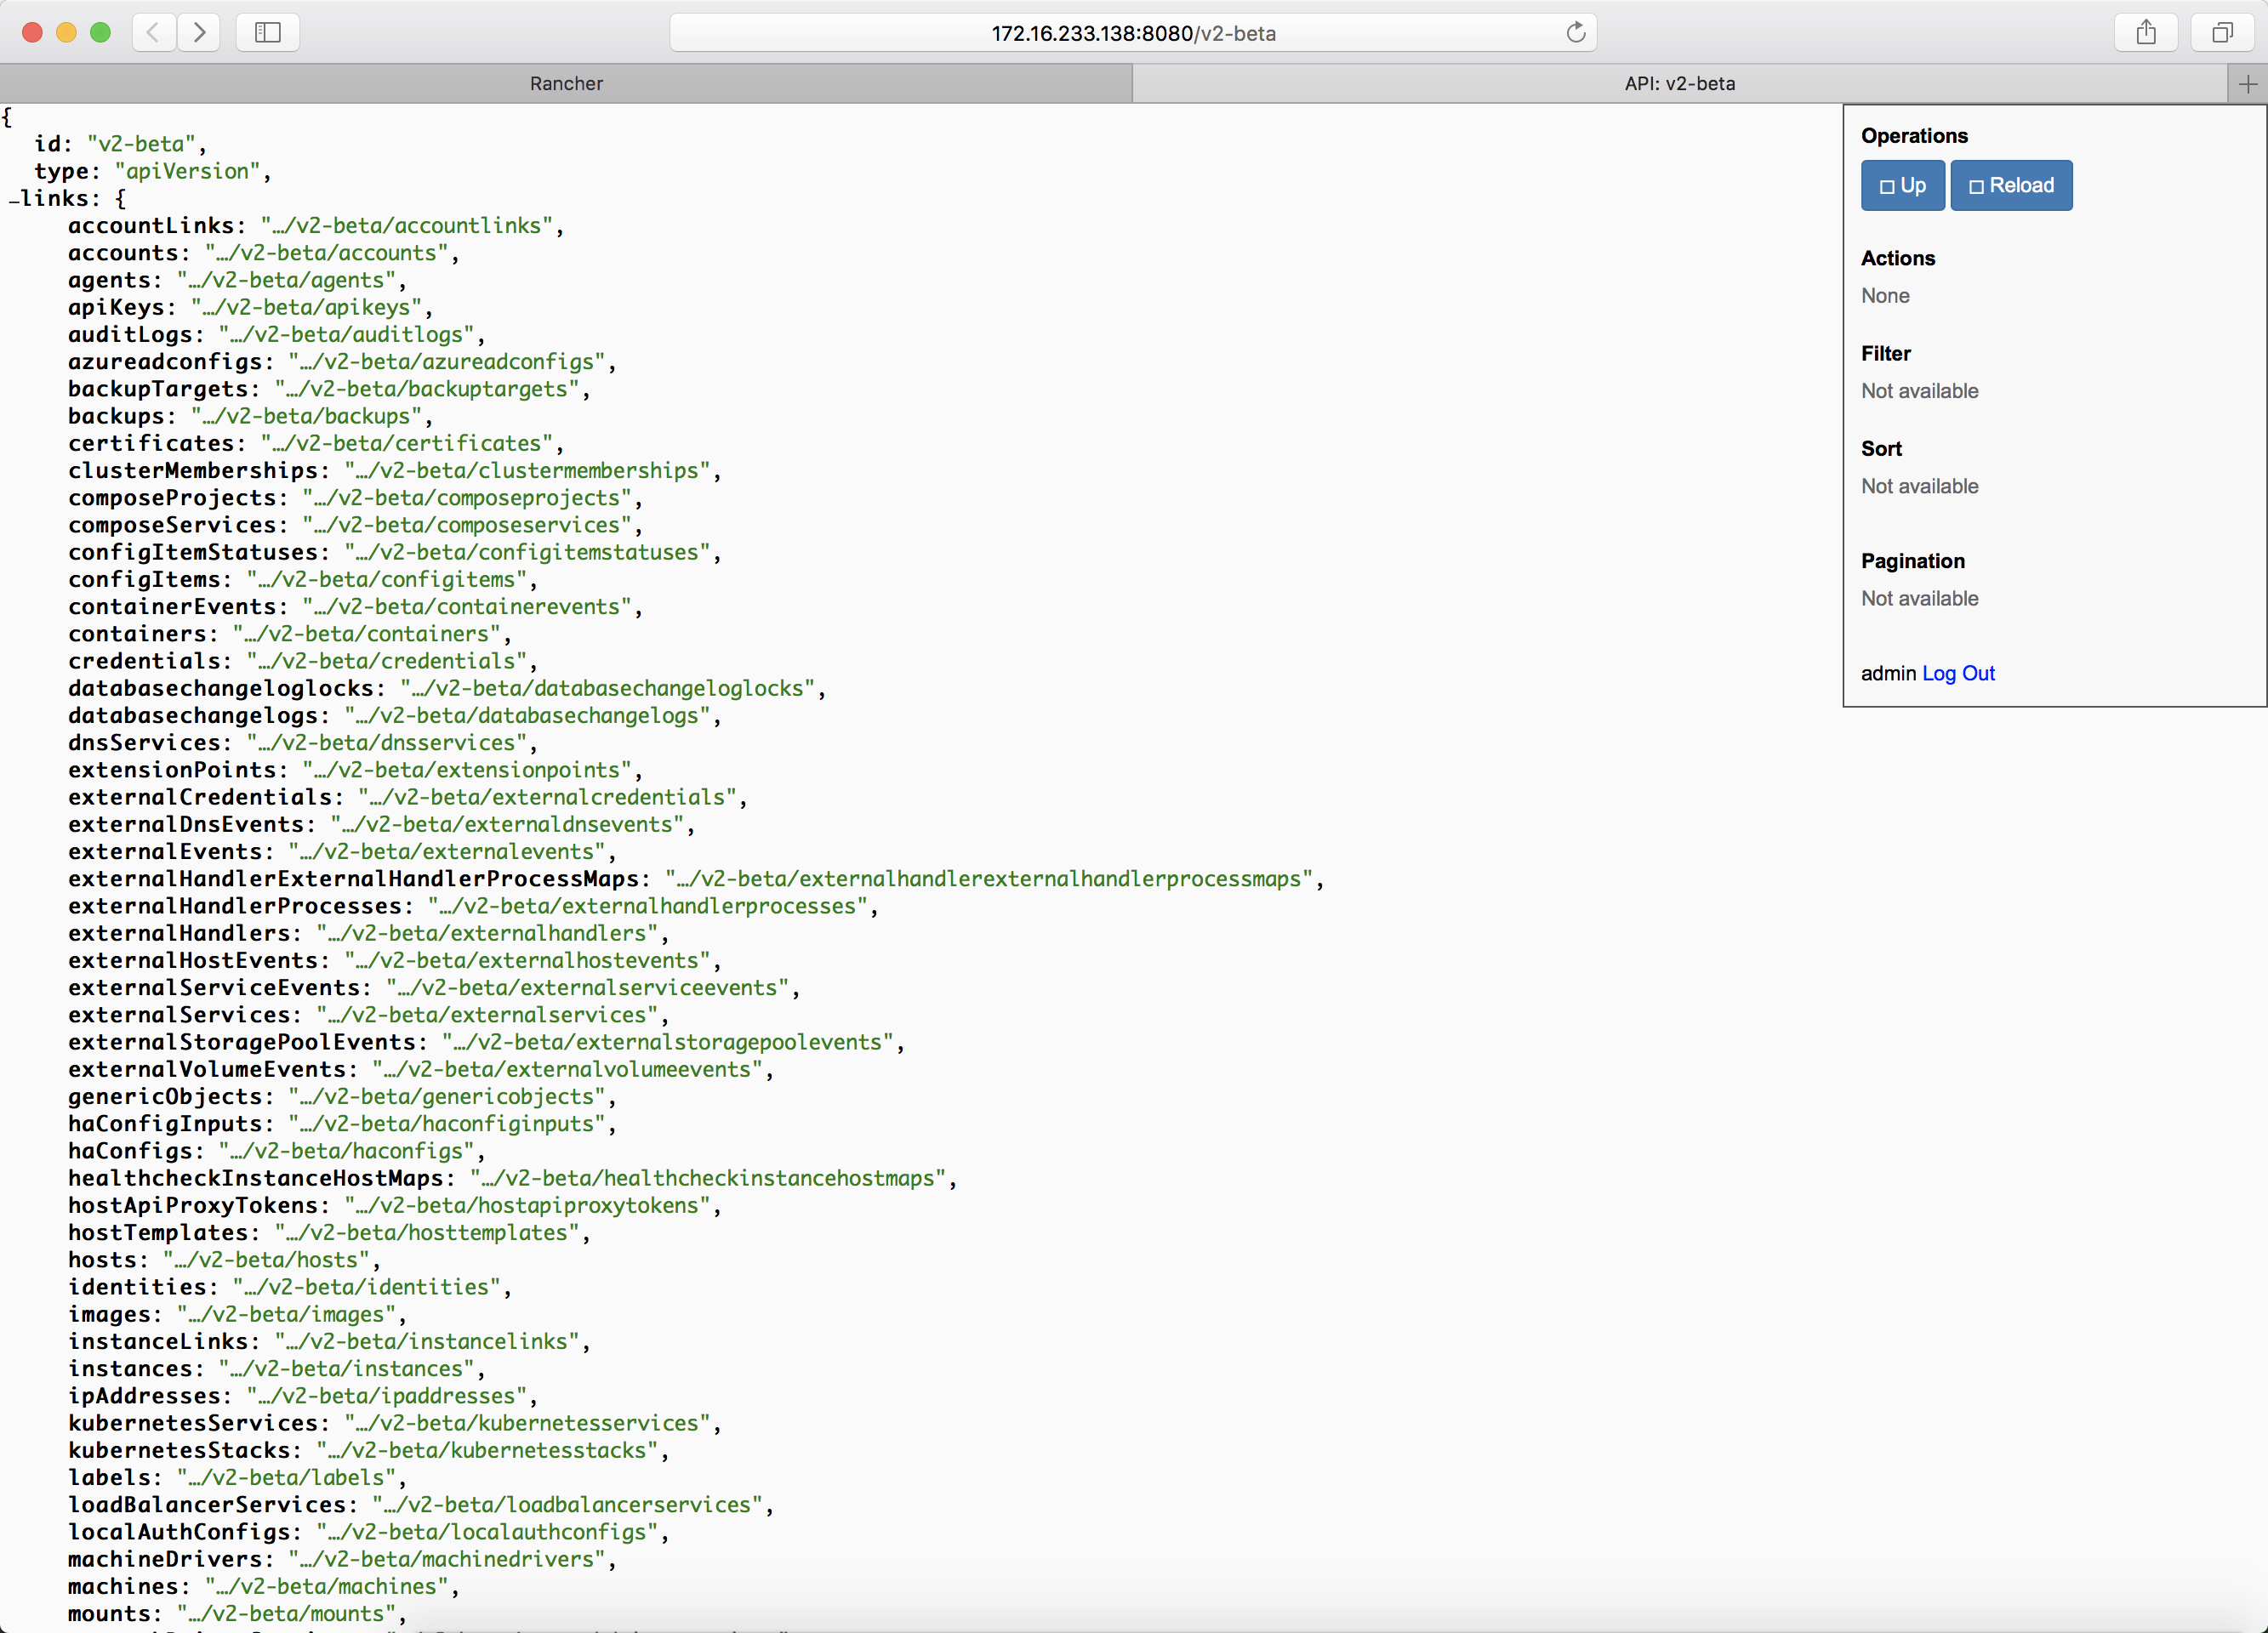 172.16.233.138:8080/v2-beta
Rancher
API: v2-beta
{
id: "v2-beta",
type: "apiVersion",
–links: {
accountLinks: "…/v2-beta/accountlinks",
accounts: "…/v2-beta/accounts",
agents: "…/v2-beta/agents",
apiKeys: "…/v2-beta/apikeys",
auditLogs: "…/v2-beta/auditlogs",
azureadconfigs: "…/v2-beta/azureadconfigs",
backupTargets: "…/v2-beta/backuptargets",
backups: "…/v2-beta/backups",
certificates: "…/v2-beta/certificates",
clusterMemberships: "…/v2-beta/clustermemberships",
composeProjects: "…/v2-beta/composeprojects",
composeServices: "…/v2-beta/composeservices",
configItemStatuses: "…/v2-beta/configitemstatuses",
configItems: "…/v2-beta/configitems",
containerEvents: "…/v2-beta/containerevents",
containers: "…/v2-beta/containers",
credentials: "…/v2-beta/credentials",
databasechangeloglocks: "…/v2-beta/databasechangeloglocks",
databasechangelogs: "…/v2-beta/databasechangelogs",
dnsServices: "…/v2-beta/dnsservices",
extensionPoints: "…/v2-beta/extensionpoints",
externalCredentials: "…/v2-beta/externalcredentials",
externalDnsEvents: "…/v2-beta/externaldnsevents",
externalEvents: "…/v2-beta/externalevents",
externalHandlerExternalHandlerProcessMaps: "…/v2-beta/externalhandlerexternalhandlerprocessmaps",
externalHandlerProcesses: "…/v2-beta/externalhandlerprocesses",
externalHandlers: "…/v2-beta/externalhandlers",
externalHostEvents: "…/v2-beta/externalhostevents",
externalServiceEvents: "…/v2-beta/externalserviceevents",
externalServices: "…/v2-beta/externalservices",
externalStoragePoolEvents: "…/v2-beta/externalstoragepoolevents",
externalVolumeEvents: "…/v2-beta/externalvolumeevents",
genericObjects: "…/v2-beta/genericobjects",
haConfigInputs: "…/v2-beta/haconfiginputs",
haConfigs: "…/v2-beta/haconfigs",
healthcheckInstanceHostMaps: "…/v2-beta/healthcheckinstancehostmaps",
hostApiProxyTokens: "…/v2-beta/hostapiproxytokens",
hostTemplates: "…/v2-beta/hosttemplates",
hosts: "…/v2-beta/hosts",
identities: "…/v2-beta/identities",
images: "…/v2-beta/images",
instanceLinks: "…/v2-beta/instancelinks",
instances: "…/v2-beta/instances",
ipAddresses: "…/v2-beta/ipaddresses",
kubernetesServices: "…/v2-beta/kubernetesservices",
kubernetesStacks: "…/v2-beta/kubernetesstacks",
labels: "…/v2-beta/labels",
loadBalancerServices: "…/v2-beta/loadbalancerservices",
localAuthConfigs: "…/v2-beta/localauthconfigs",
machineDrivers: "…/v2-beta/machinedrivers",
machines: "…/v2-beta/machines",
mounts: "…/v2-beta/mounts",
Operations
Up
Reload
Actions
None
Filter
Not available
Sort
Not available
Pagination
Not available
admin Log Out